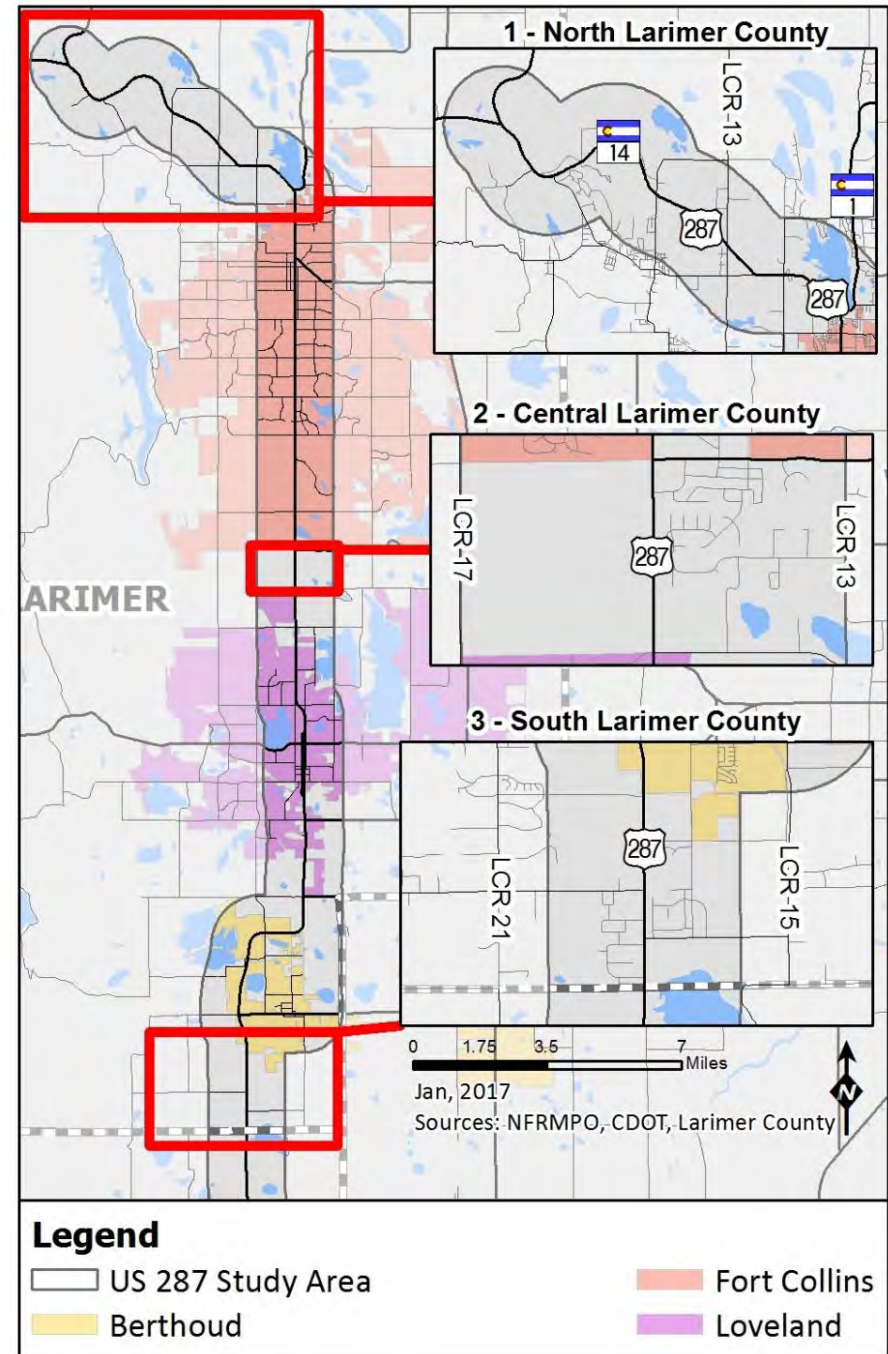 1 - North Larimer County
LCR-13
14
1
287
287
2 - Central Larimer County
LCR-17
287
LCR-13
ARIMER
3 - South Larimer County
287
LCR-21
LCR-15
0 1.75 3.5 7
Miles
Jan, 2017
N
Sources: NFRMPO, CDOT, Larimer County
Legend
US 287 Study Area
Fort Collins
Berthoud
Loveland